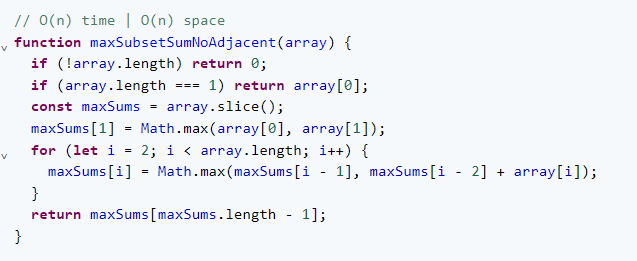 // O(n) time | O(n) space
function maxSubsetSumNoAdjacent(array) {
  if (!array.length) return 0;
  if (array.length === 1) return array[0];
  const maxSums = array.slice();
  maxSums[1] = Math.max(array[0], array[1]);
  for (let i = 2; i < array.length; i++) {
    maxSums[i] = Math.max(maxSums[i - 1], maxSums[i - 2] + array[i]);
  }
  return maxSums[maxSums.length - 1];
}